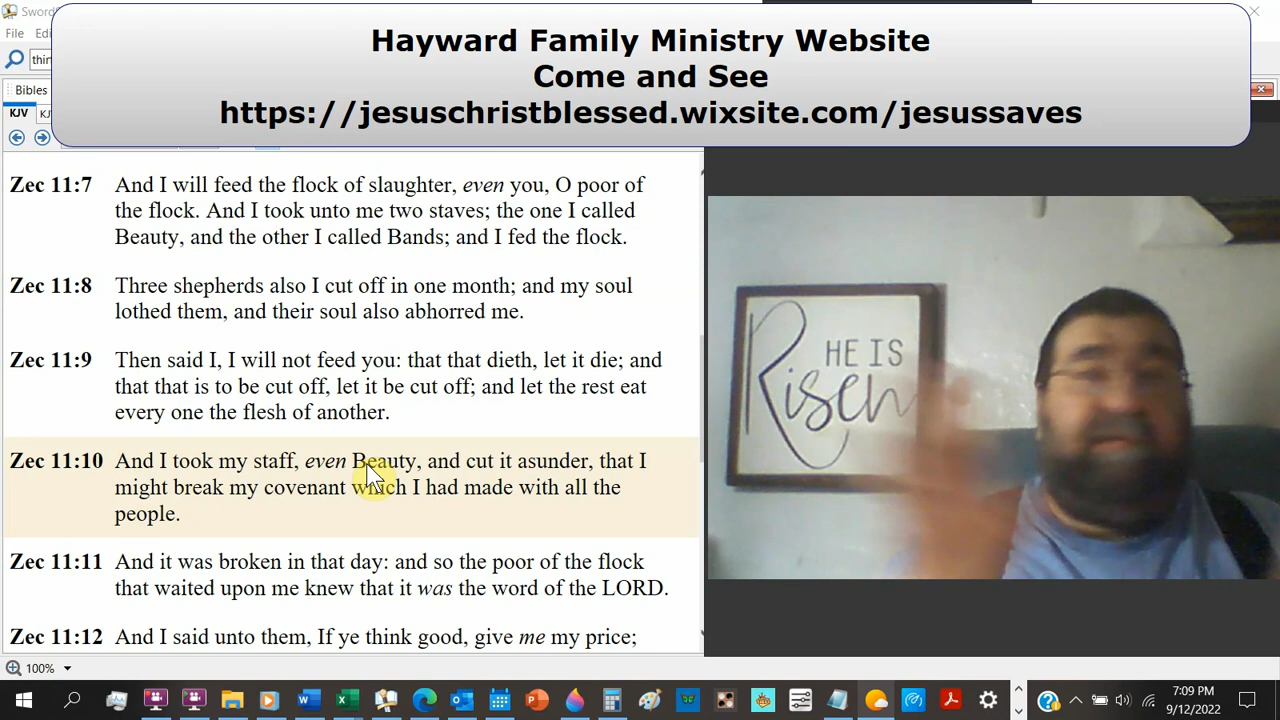 Sword
File Edi
thin
Bibles
KJV KJ
Hayward Family Ministry Website
Come and See
https://jesuschristblessed.wixsite.com/jesussaves
Zec 11:7 And I will feed the flock of slaughter, even you, O poor of
the flock. And I took unto me two staves; the one I called
Beauty, and the other I called Bands; and I fed the flock.
Zec 11:8 Three shepherds also I cut off in one month; and my soul
lothed them, and their soul also abhorred me.
Zec 11:9 Then said I, I will not feed you: that that dieth, let it die; and
that that is to be cut off, let it be cut off; and let the rest eat
every one the flesh of another.
Zec 11:10 And I took my staff, even Beauty, and cut it asunder, that I
might break my covenant which I had made with all the
people.
Zec 11:11 And it was broken in that day: and so the poor of the flock
that waited upon me knew that it was the word of the LORD.
Zec 11:12 And I said unto them, If ye think good, give me my price;
HE IS
Risen
100%
7:09 PM
9/12/2022